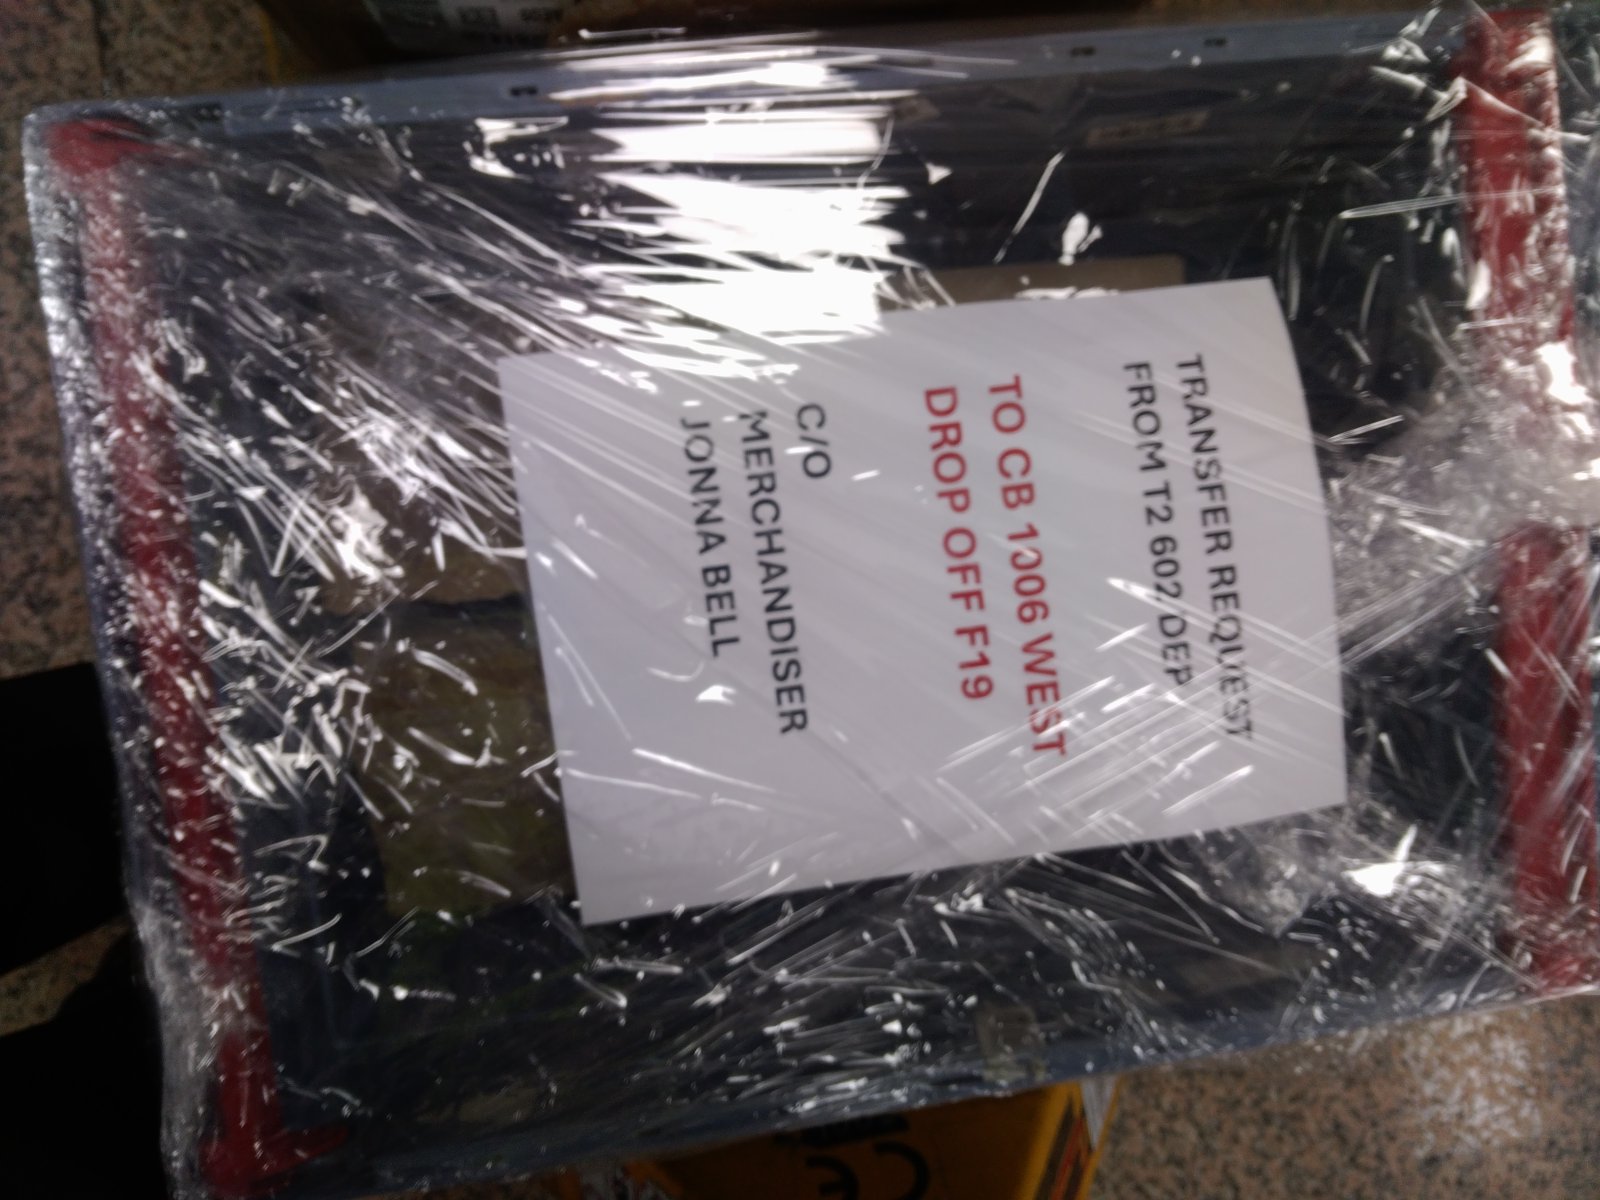 TRANSFER REQUEST
FROM T2 602 DEP
TO CB 1006 WEST
DROP OFF F19
C/O
MERCHANDISER
JONNA BELL